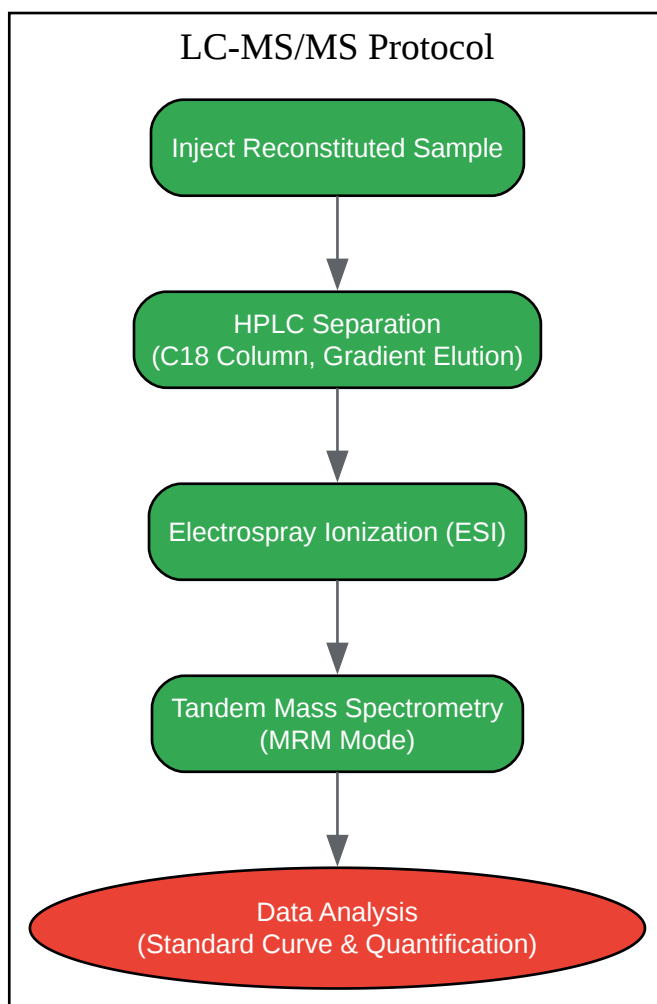 LC-MS/MS Protocol
Inject Reconstituted Sample
HPLC Separation
(C18 Column, Gradient Elution)
Electrospray Ionization (ESI)
Tandem Mass Spectrometry
(MRM Mode)
Data Analysis
(Standard Curve & Quantification)